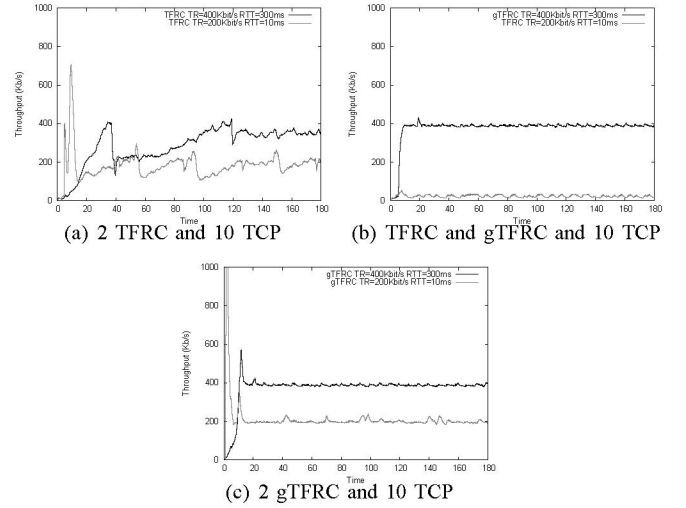 TFRC TR=400Kbit/s RTT=300ms
TFRC TR=200Kbit/s RTT=10ms
Throughput (Kb/s)
1000
800
600
400
200
0
0 20 40 60 80 100 120 140 160 180
Time
(a) 2 TFRC and 10 TCP
gTFRC TR=400Kbit/s RTT=300ms
TFRC TR=200Kbit/s RTT=10ms
Throughput (Kb/s)
1000
800
600
400
200
0
0 20 40 60 80 100 120 140 160 180
Time
(b) TFRC and gTFRC and 10 TCP
gTFRC TR=400Kbit/s RTT=300ms
gTFRC TR=200Kbit/s RTT=10ms
Throughput (Kb/s)
1000
800
600
400
200
0
0 20 40 60 80 100 120 140 160 180
Time
(c) 2 gTFRC and 10 TCP